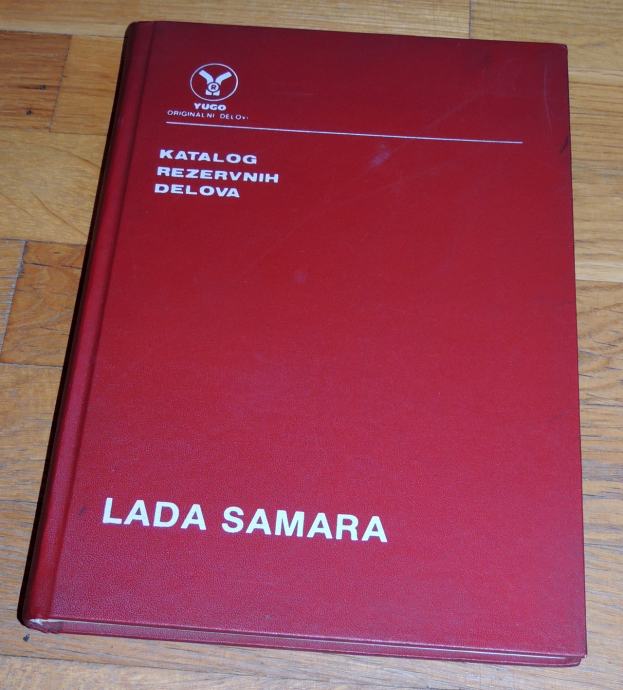 YUGO
ORIGINALNI DELOVI
KATALOG
REZERVNIH
DELOVA
LADA SAMARA